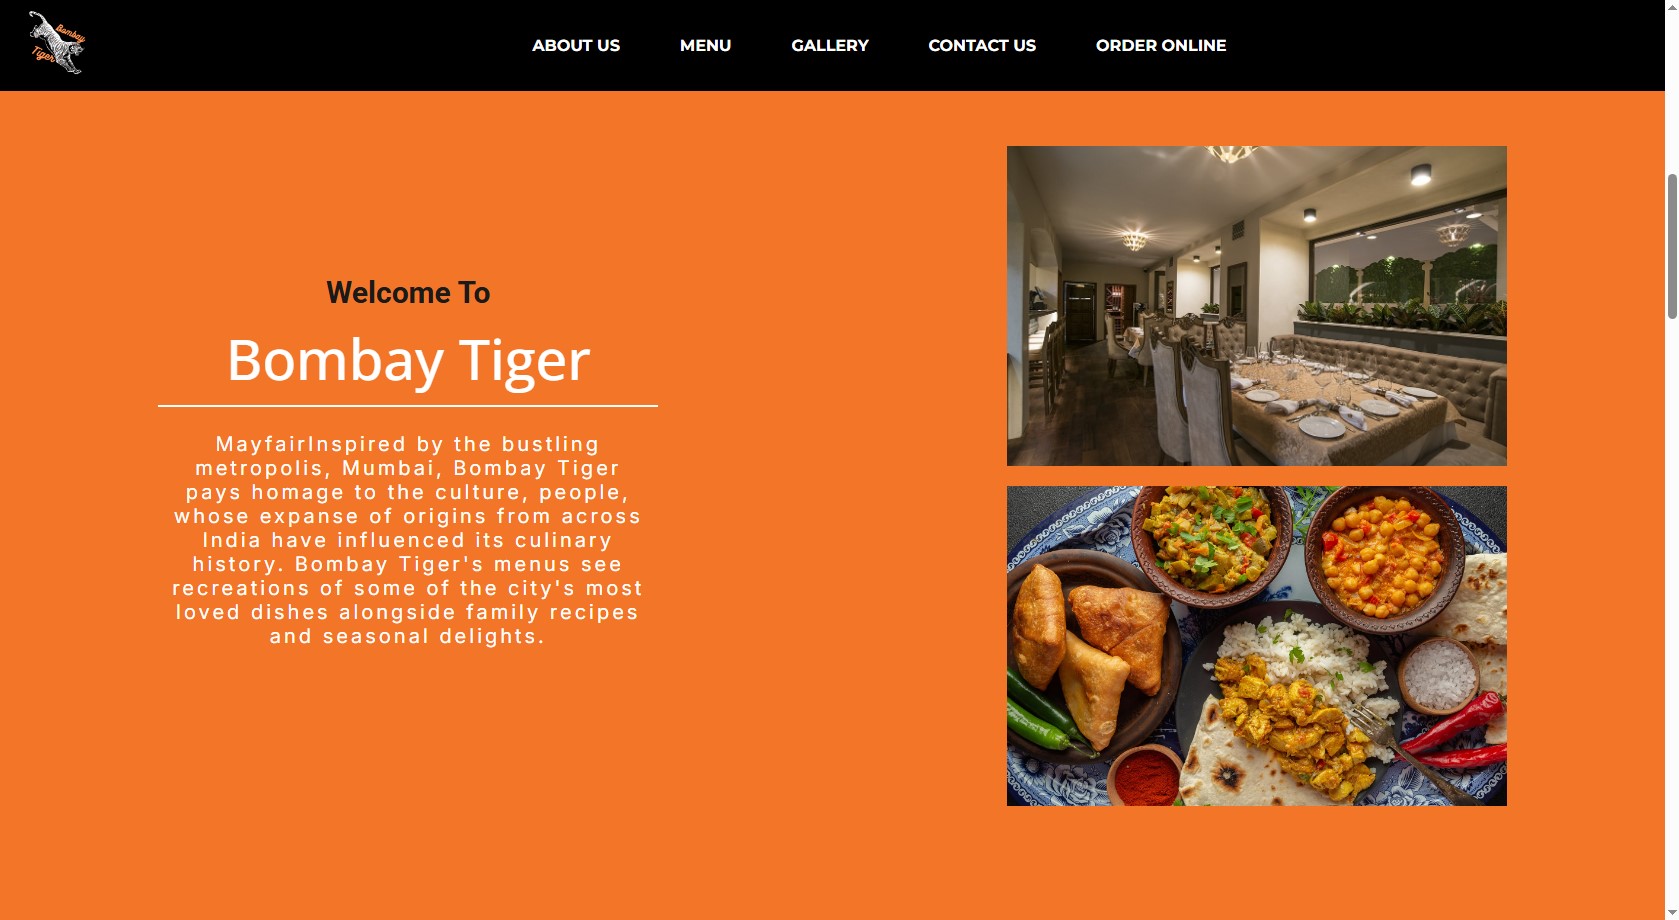 Bombay
Tiger
ABOUT US
MENU
GALLERY
CONTACT US
ORDER ONLINE
Welcome To
Bombay Tiger
MayfairInspired by the bustling
metropolis, Mumbai, Bombay Tiger
pays homage to the culture, people,
whose expanse of origins from across
India have influenced its culinary
history. Bombay Tiger's menus see
recreations of some of the city's most
loved dishes alongside family recipes
and seasonal delights.